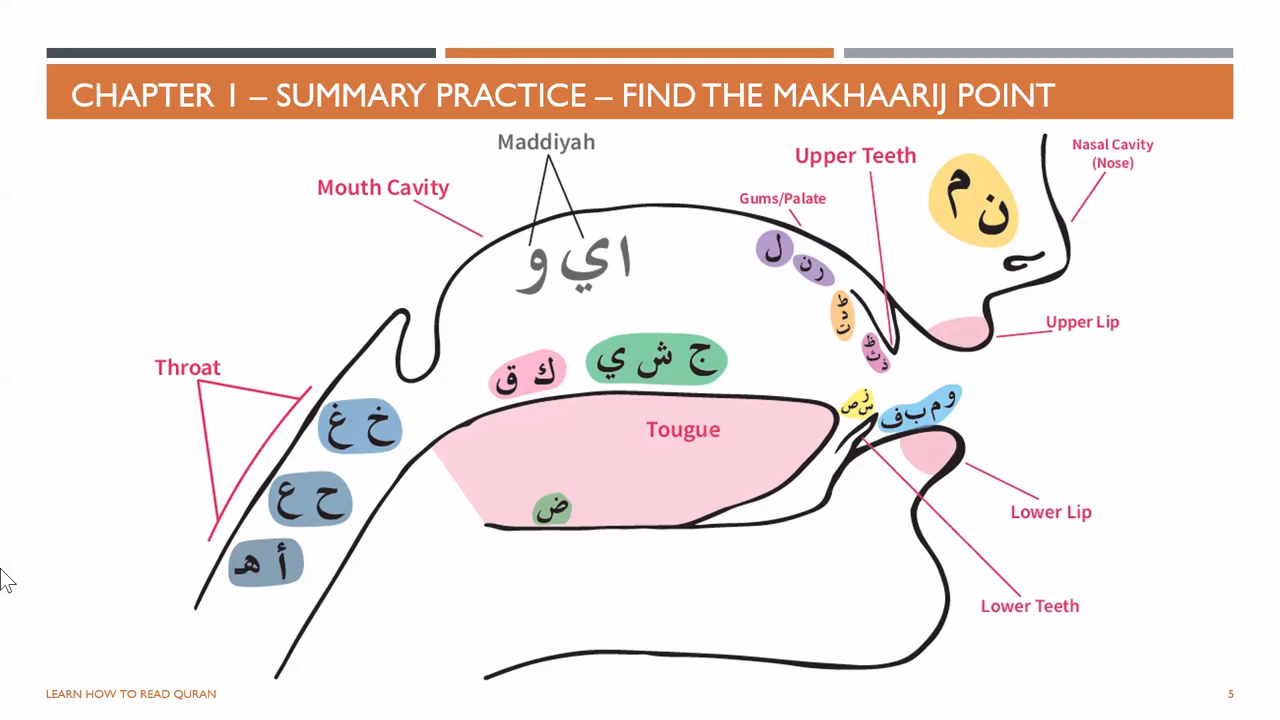 CHAPTER 1 – SUMMARY PRACTICE – FIND THE MAKHAARIJ POINT
Maddiyah
Mouth Cavity
Upper Teeth
Nasal Cavity
(Nose)
Gums/Palate
م
ن
ا ي و
ل
ر ن
ط د ت
ظ ث ذ
Upper Lip
Throat
ج ش ي
ك ق
ز س ص
و م ب ف
خ غ
Tougue
ح ع
ض
Lower Lip
أ ه
Lower Teeth
LEARN HOW TO READ QURAN
5